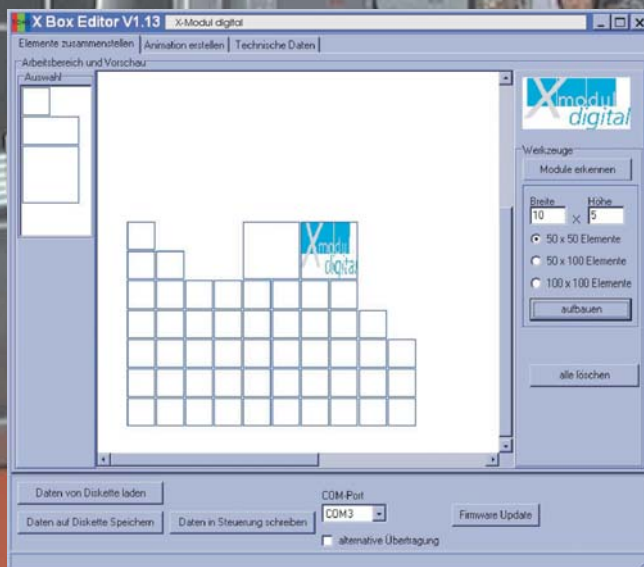 X Box Editor V1.13 X-Modul digital
Elemente zusammenstellen Animation erstellen Technische Daten
Arbeitsbereich und Vorschau
Auswahl
Xmodul
digital
Werkzeuge
Module erkennen
Breite Höhe
10 X 5
50 x 50 Elemente
50 x 100 Elemente
100 x 100 Elemente
aufbauen
alle löschen
Xmodul
digital
Daten von Diskette laden
Daten auf Diskette Speichern
Daten in Steuerung schreiben
COM-Port
COM3
alternative Übertragung
Firmware Update